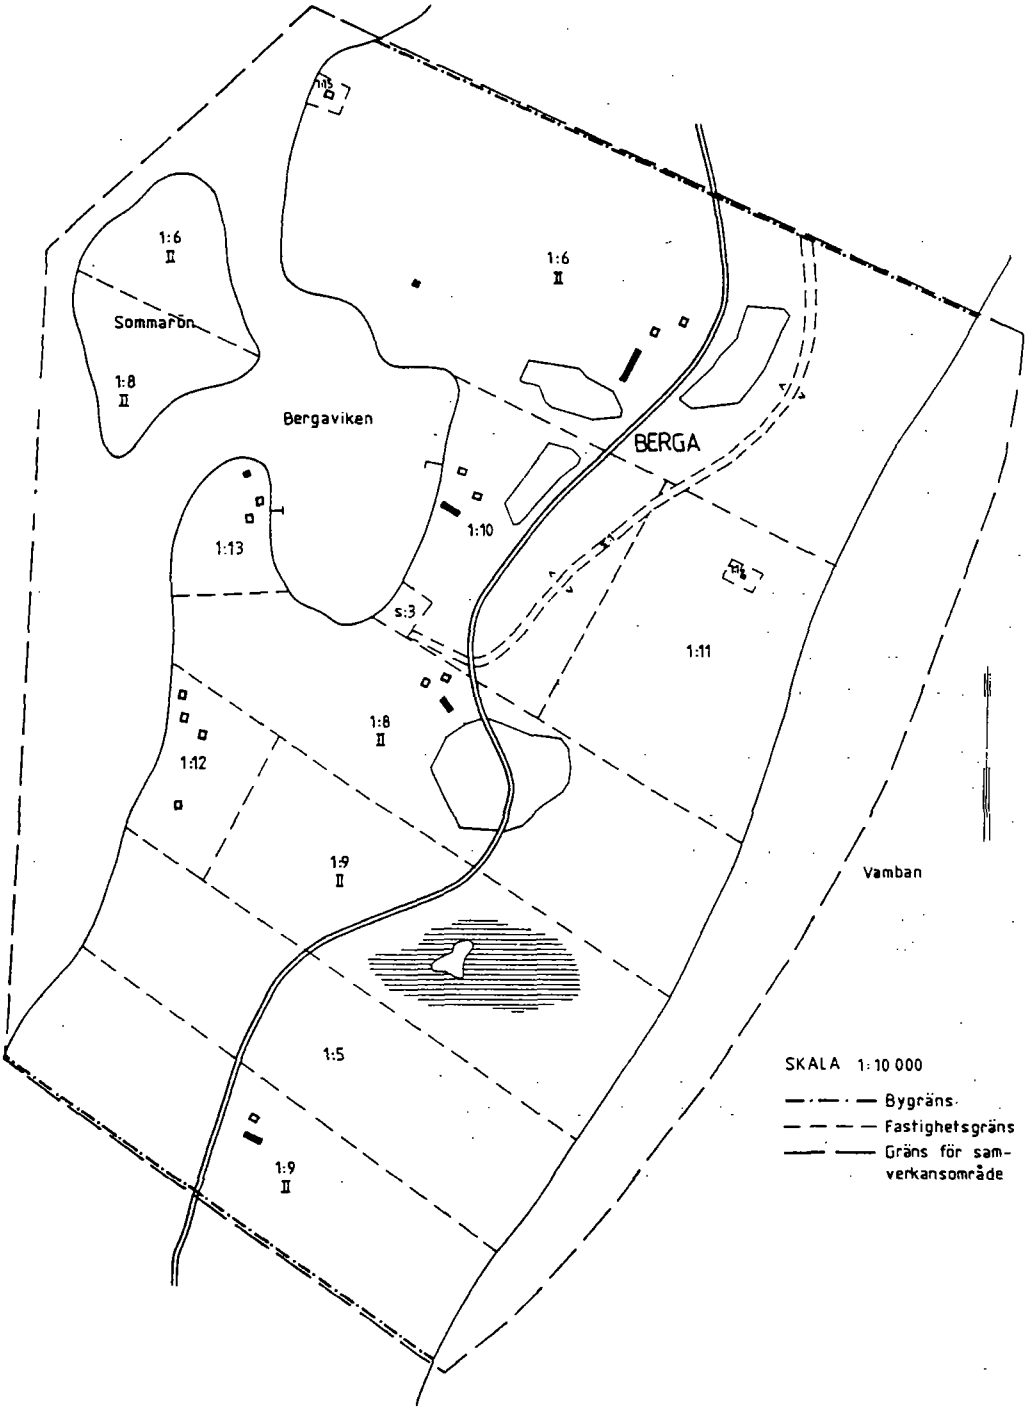 1:15
1:6
II
1:6
II
Sommarön
1:8
II
Bergaviken
BERGA
1:10
1:13
s:3
1:11
1:8
II
1:12
1:9
II
Vamban
1:5
SKALA 1:10 000
Bygräns
Fastighetsgräns
Gräns för sam-
verkansområde
1:9
II